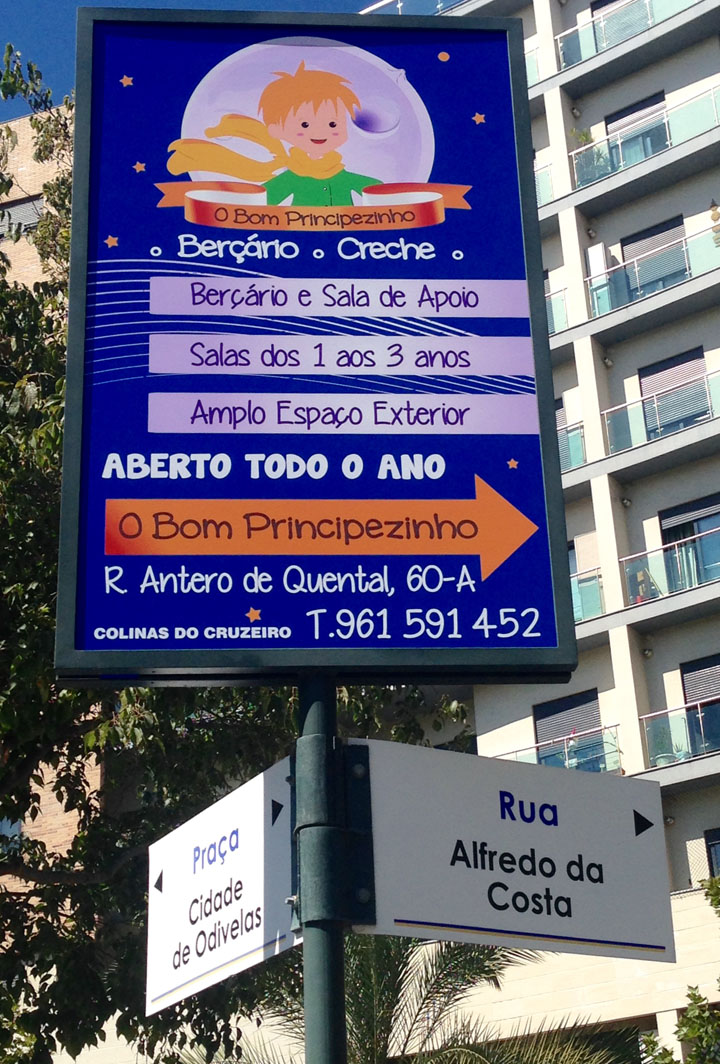 O Bom Principezinho
Berçário Creche
Berçário e Sala de Apoio
Salas dos 1 aos 3 anos
Amplo Espaço Exterior
ABERTO TODO O ANO
O Bom Principezinho
R. Antero de Quental, 60-A
COLINAS DO CRUZEIRO T.961 591 452
Praça
Cidade
de Odivelas
Rua
Alfredo da
Costa